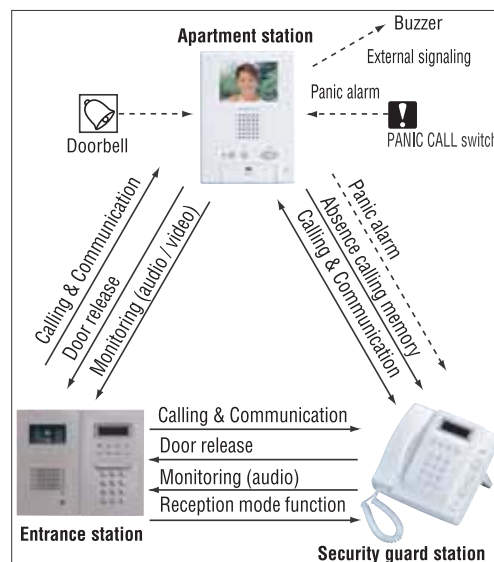 Apartment station
Buzzer
External signaling
Panic alarm
Doorbell
PANIC CALL switch
Calling & Communication
Door release
Monitoring (audio / video)
Calling & Communication
Absence calling memory
Panic alarm
Calling & Communication
Door release
Monitoring (audio)
Reception mode function
Entrance station
Security guard station